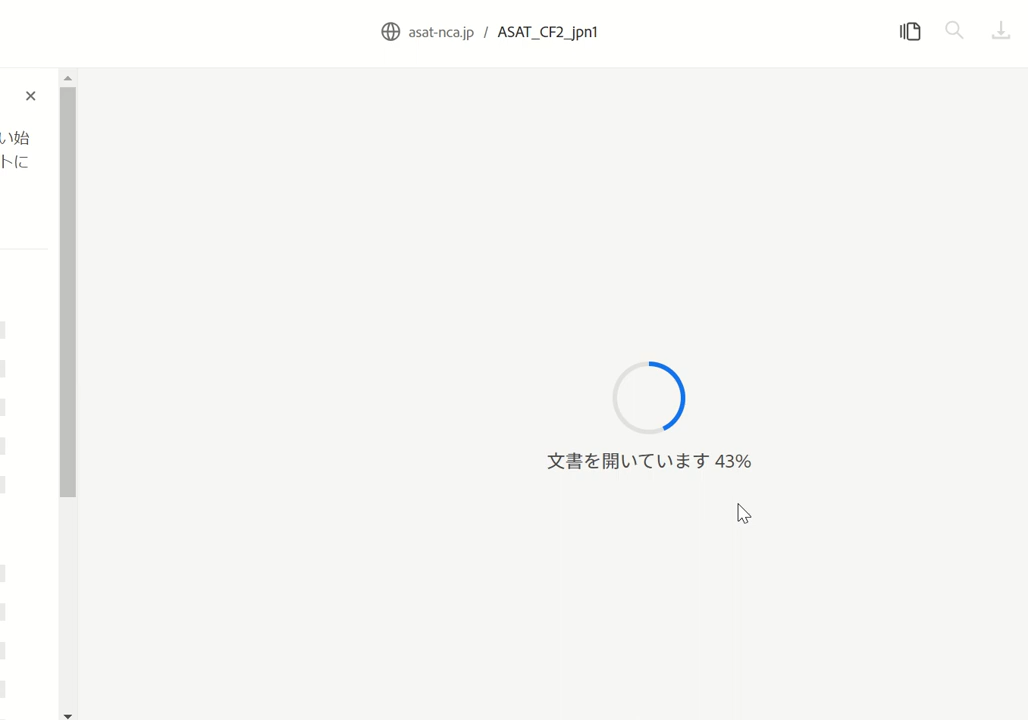 asat-nca.jp / ASAT_CF2_jpn1
い始
トに
文書を開いています 43%